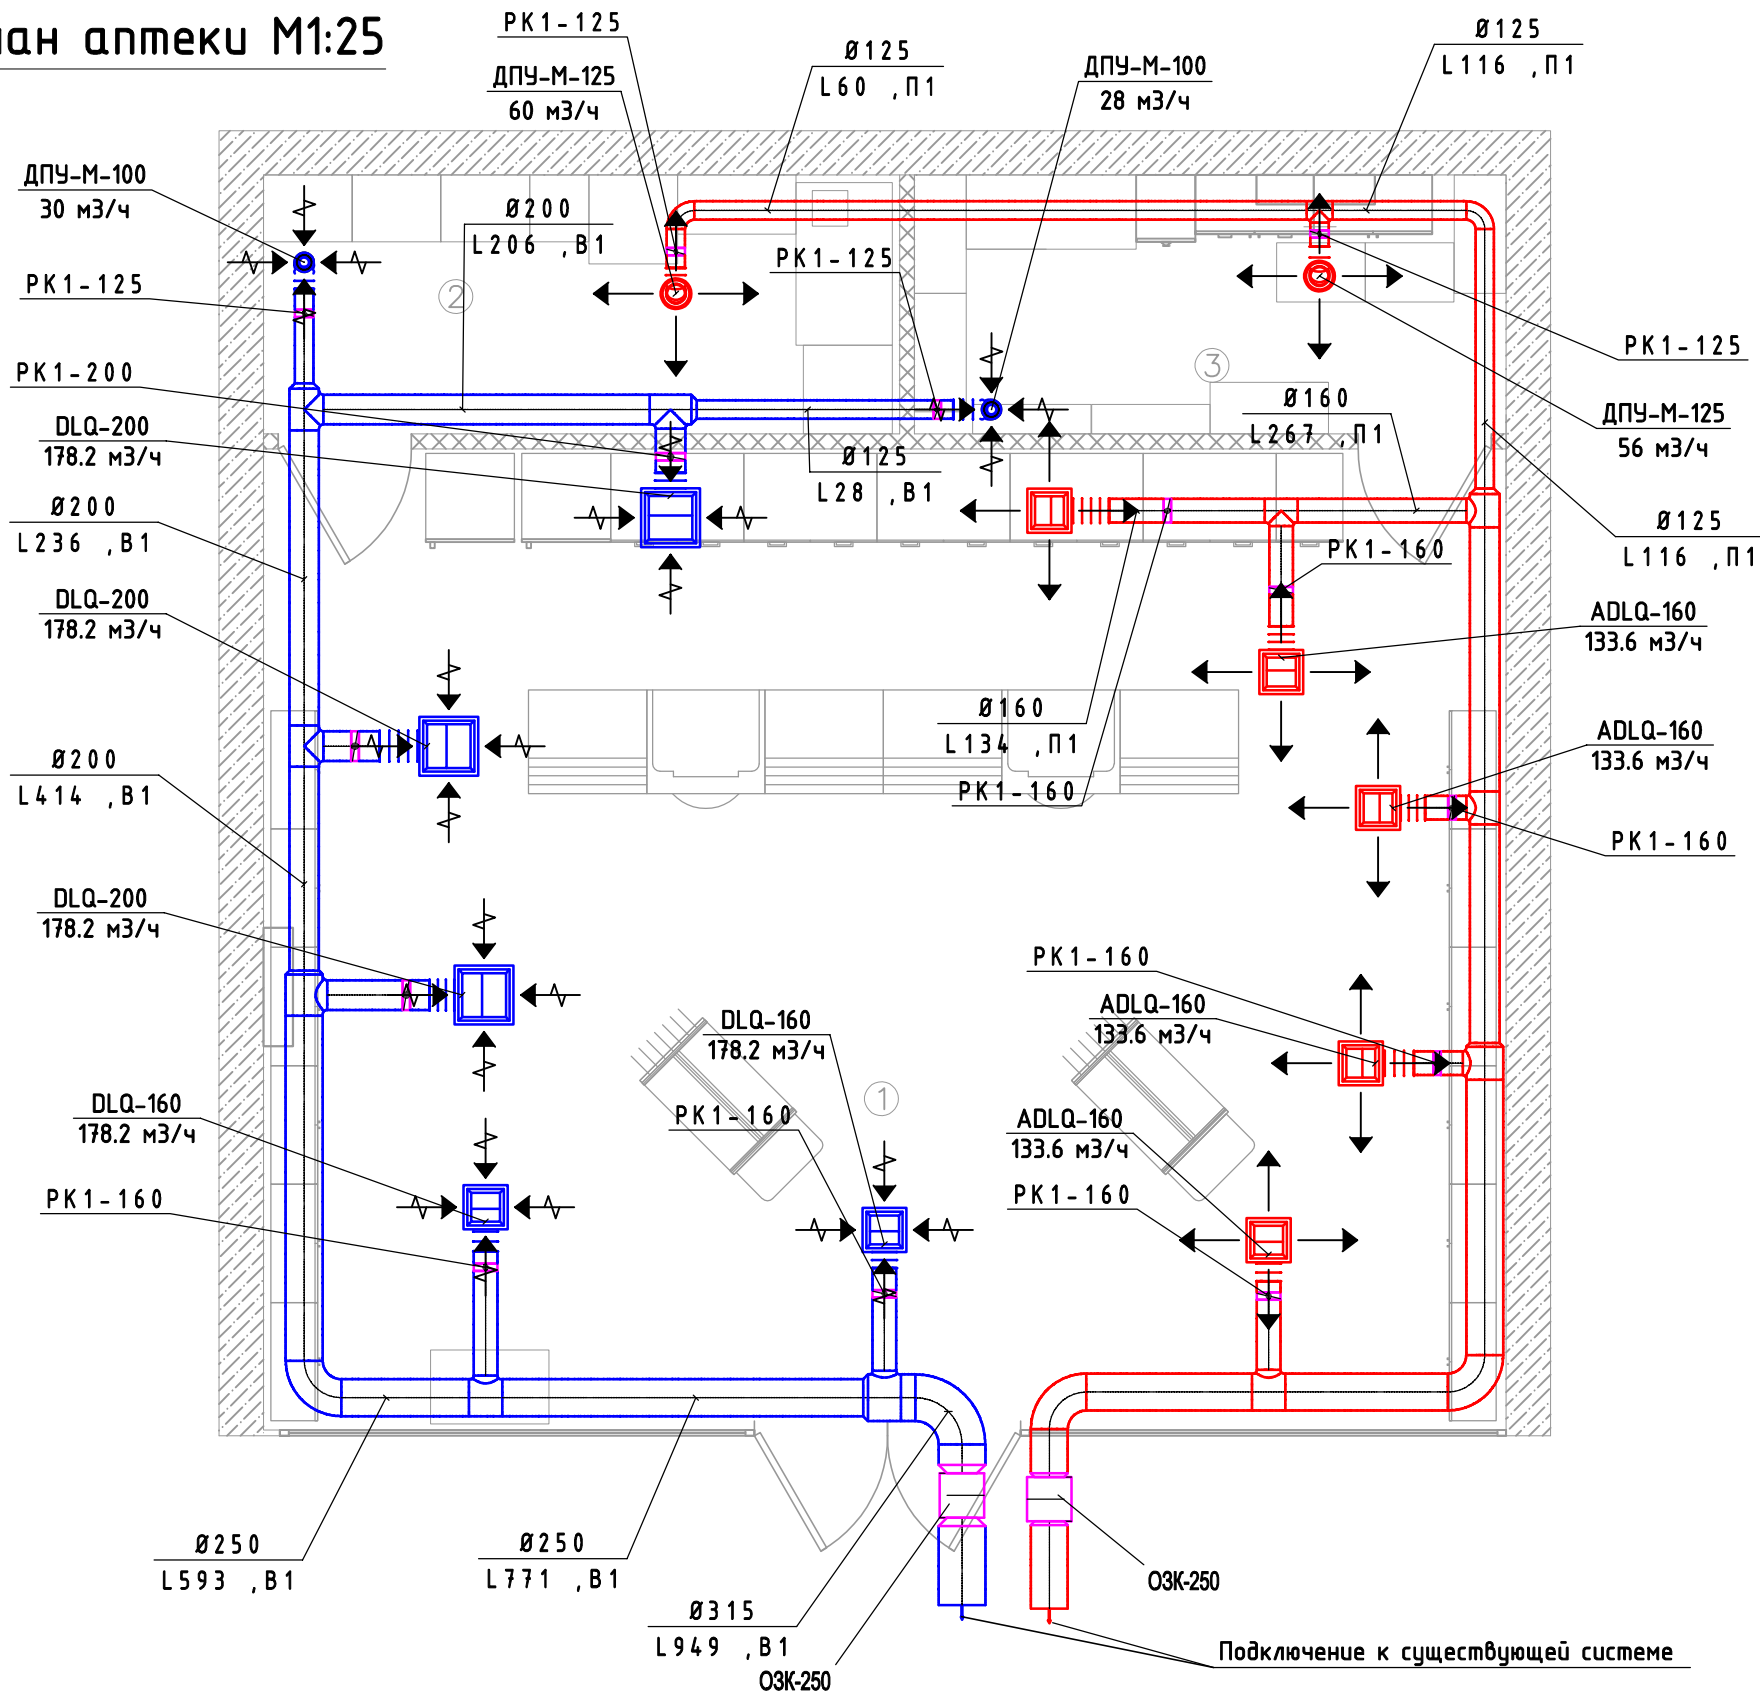 лан аптеки М1:25
РК1-125
ДПУ-М-125
60 м3/ч
Ø125
L60 ,П1
ДПУ-М-100
28 м3/ч
Ø125
L116 ,П1
ДПУ-М-100
30 м3/ч
РК1-125
Ø200
L206 ,В1
РК1-125
2
3
РК1-125
РК1-200
DLQ-200
178.2 м3/ч
Ø125
L28 ,В1
Ø160
L267 ,П1
ДПУ-М-125
56 м3/ч
Ø200
L236 ,В1
РК1-160
Ø125
L116 ,П1
DLQ-200
178.2 м3/ч
ADLQ-160
133.6 м3/ч
Ø160
L134 ,П1
РК1-160
ADLQ-160
133.6 м3/ч
РК1-160
Ø200
L414 ,В1
DLQ-200
178.2 м3/ч
РК1-160
ADLQ-160
133.6 м3/ч
DLQ-160
178.2 м3/ч
РК1-160
1
DLQ-160
178.2 м3/ч
РК1-160
ADLQ-160
133.6 м3/ч
РК1-160
Ø250
L593 ,В1
Ø250
L771 ,В1
Ø315
L949 ,В1
ОЗК-250
ОЗК-250
Подключение к существующей системе